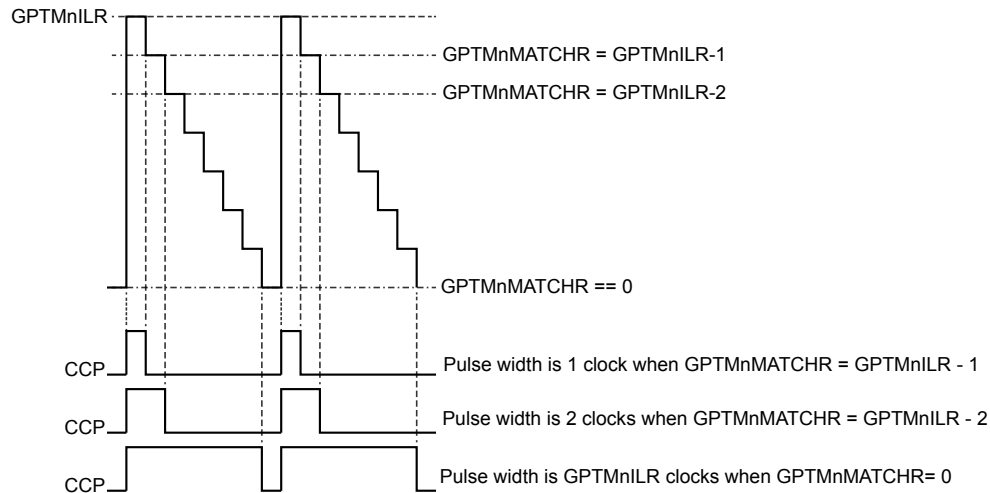 GPTMnILR
GPTMnMATCHR = GPTMnILR-1
GPTMnMATCHR = GPTMnILR-2
GPTMnMATCHR == 0
CCP
Pulse width is 1 clock when GPTMnMATCHR = GPTMnILR - 1
CCP
Pulse width is 2 clocks when GPTMnMATCHR = GPTMnILR - 2
CCP
Pulse width is GPTMnILR clocks when GPTMnMATCHR= 0